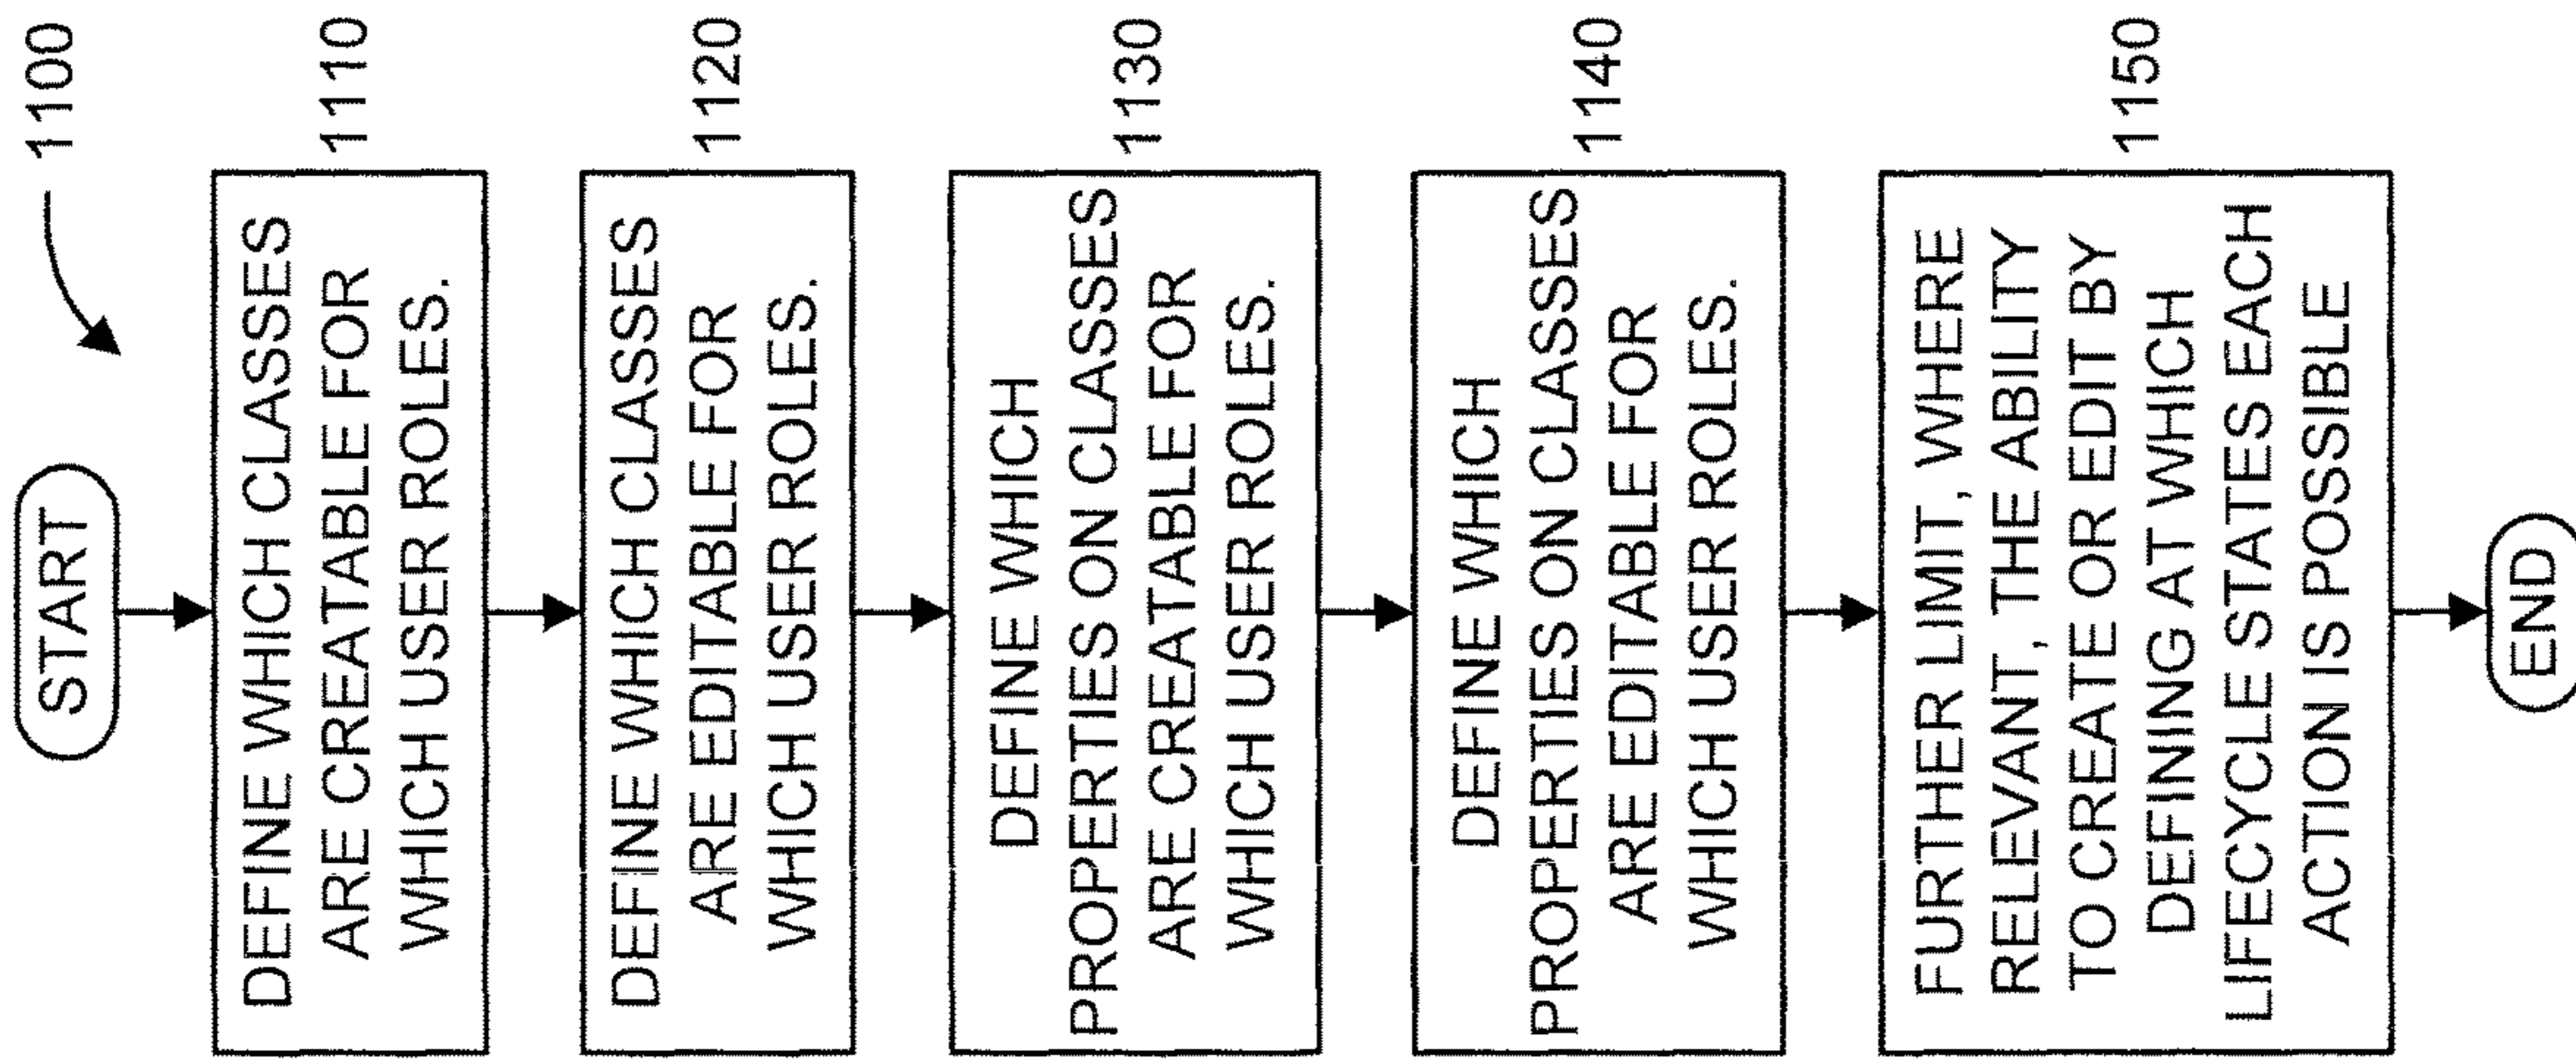 1100
START
DEFINE WHICH CLASSES
ARE CREATABLE FOR
WHICH USER ROLES.
1110
DEFINE WHICH CLASSES
ARE EDITABLE FOR
WHICH USER ROLES.
1120
DEFINE WHICH
PROPERTIES ON CLASSES
ARE CREATABLE FOR
WHICH USER ROLES.
1130
DEFINE WHICH
PROPERTIES ON CLASSES
ARE EDITABLE FOR
WHICH USER ROLES.
1140
FURTHER LIMIT, WHERE
RELEVANT, THE ABILITY
TO CREATE OR EDIT BY
DEFINING AT WHICH
LIFECYCLE STATES EACH
ACTION IS POSSIBLE
1150
END